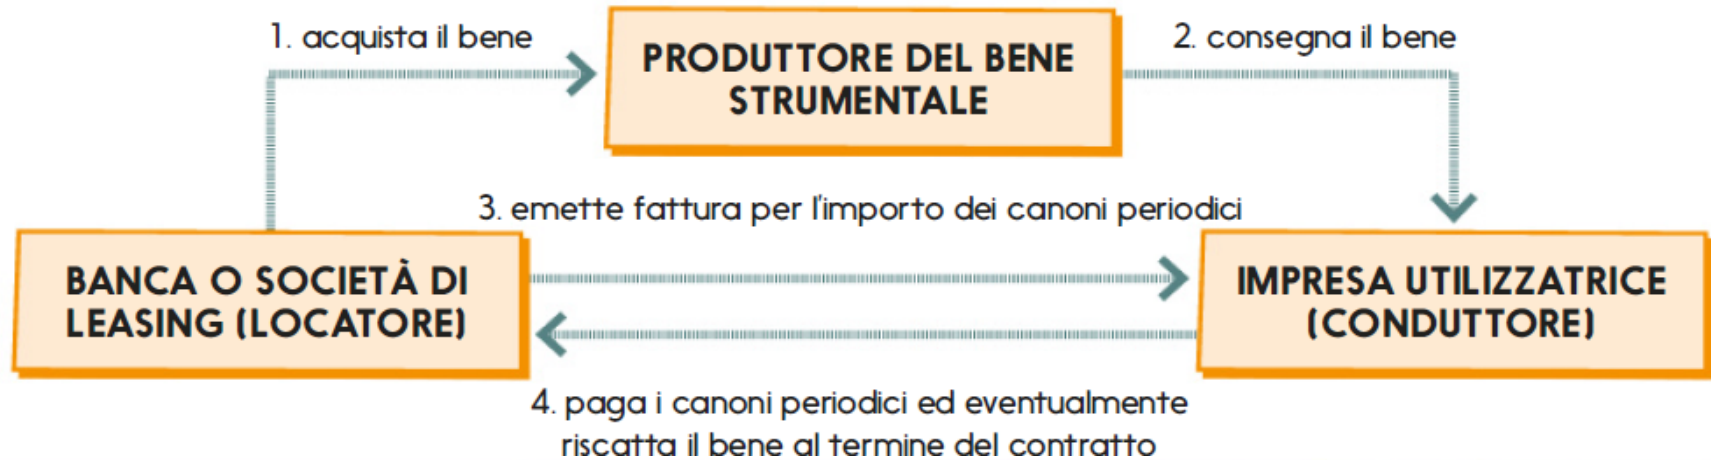 1. acquista il bene
PRODUTTORE DEL BENE
STRUMENTALE
2. consegna il bene
3. emette fattura per l'importo dei canoni periodici
BANCA O SOCIETÀ DI
LEASING (LOCATORE)
IMPRESA UTILIZZATRICE
(CONDUTTORE)
4. paga i canoni periodici ed eventualmente
riscatta il bene al termine del contratto